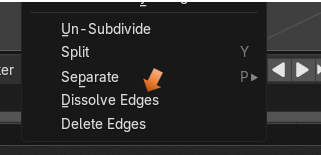 Un-Subdivide
Split Y
Separate P
Dissolve Edges
Delete Edges